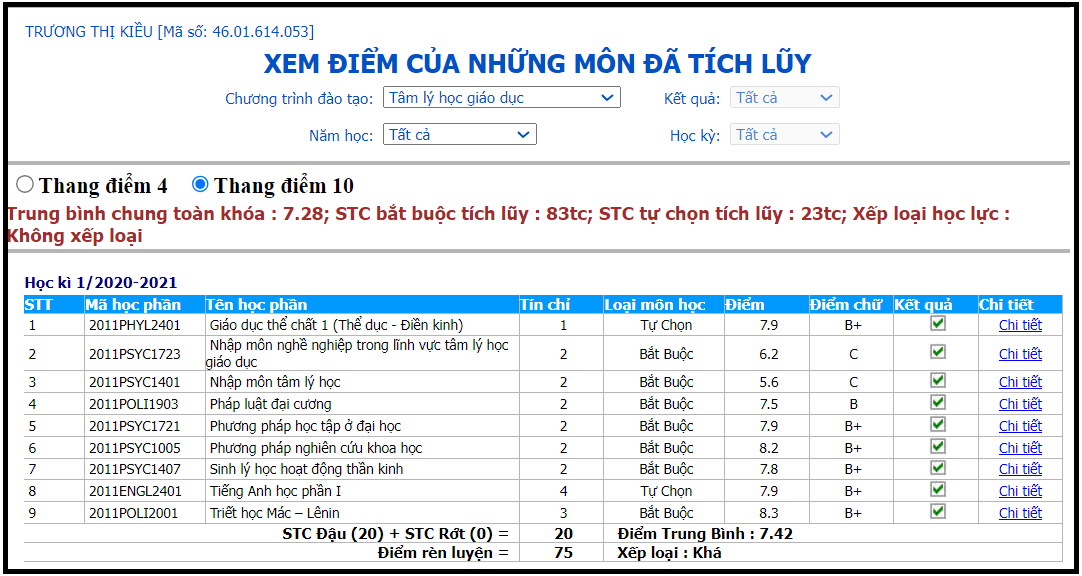 TRƯƠNG THỊ KIỀU [Mã số: 46.01.614.053]
XEM ĐIỂM CỦA NHỮNG MÔN ĐÃ TÍCH LŨY
Chương trình đào tạo: Tâm lý học giáo dục Kết quả: Tất cả
Năm học: Tất cả Học kỳ: Tất cả
Thang điểm 4 Thang điểm 10
Trung bình chung toàn khóa : 7.28; STC bắt buộc tích lũy : 83tc; STC tự chọn tích lũy : 23tc; Xếp loại học lực :
Không xếp loại
Học kì 1/2020-2021
STT Mã học phần Tên học phần Tín chỉ Loại môn học Điểm Điểm chữ Kết quả Chi tiết
1 2011PHYL2401 Giáo dục thể chất 1 (Thể dục - Điền kinh) 1 Tự Chọn 7.9 B+ Chi tiết
2 2011PSYC1723 Nhập môn nghề nghiệp trong lĩnh vực tâm lý học 2 Bắt Buộc 6.2 C Chi tiết
giáo dục
3 2011PSYC1401 Nhập môn tâm lý học 2 Bắt Buộc 5.6 C Chi tiết
4 2011POLI1903 Pháp luật đại cương 2 Bắt Buộc 7.5 B Chi tiết
5 2011PSYC1721 Phương pháp học tập ở đại học 2 Bắt Buộc 7.9 B+ Chi tiết
6 2011PSYC1005 Phương pháp nghiên cứu khoa học 2 Bắt Buộc 8.2 B+ Chi tiết
7 2011PSYC1407 Sinh lý học hoạt động thần kinh 2 Bắt Buộc 7.8 B+ Chi tiết
8 2011ENGL2401 Tiếng Anh học phần I 4 Tự Chọn 7.9 B+ Chi tiết
9 2011POLI2001 Triết học Mác – Lênin 3 Bắt Buộc 8.3 B+ Chi tiết
STC Đậu (20) + STC Rớt (0) = 20 Điểm Trung Bình : 7.42
Điểm rèn luyện = 75 Xếp loại : Khá